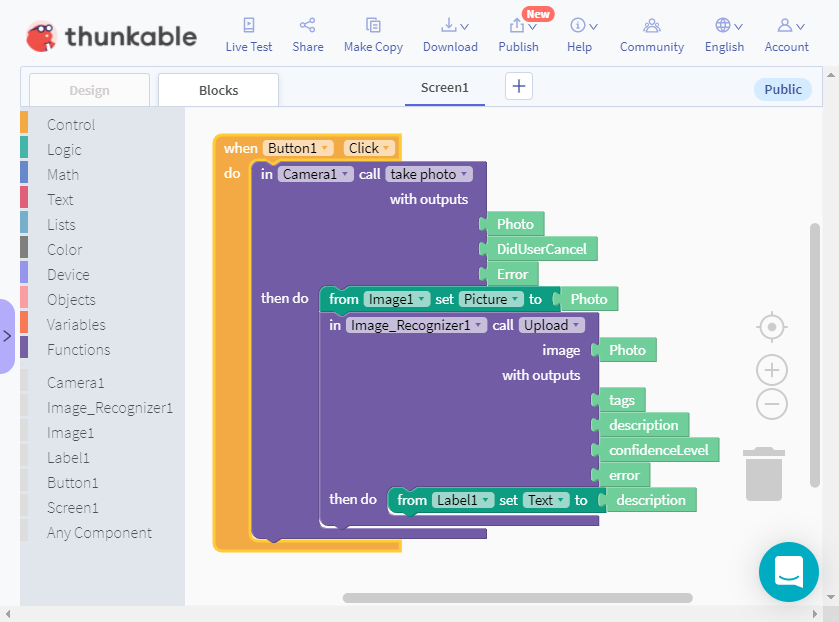 thunkable
New
Live Test Share Make Copy Download Publish Help Community English Account
Design Blocks Screen1 + Public
Control
Logic
Math
Text
Lists
Color
Device
Objects
Variables
Functions
Camera1
Image_Recognizer1
Image1
Label1
Button1
Screen1
Any Component
when Button1 Click
do in Camera1 call take photo
with outputs
Photo
DidUserCancel
Error
then do from Image1 set Picture to Photo
in Image_Recognizer1 call Upload
image Photo
with outputs
tags
description
confidenceLevel
error
then do from Label1 set Text to description